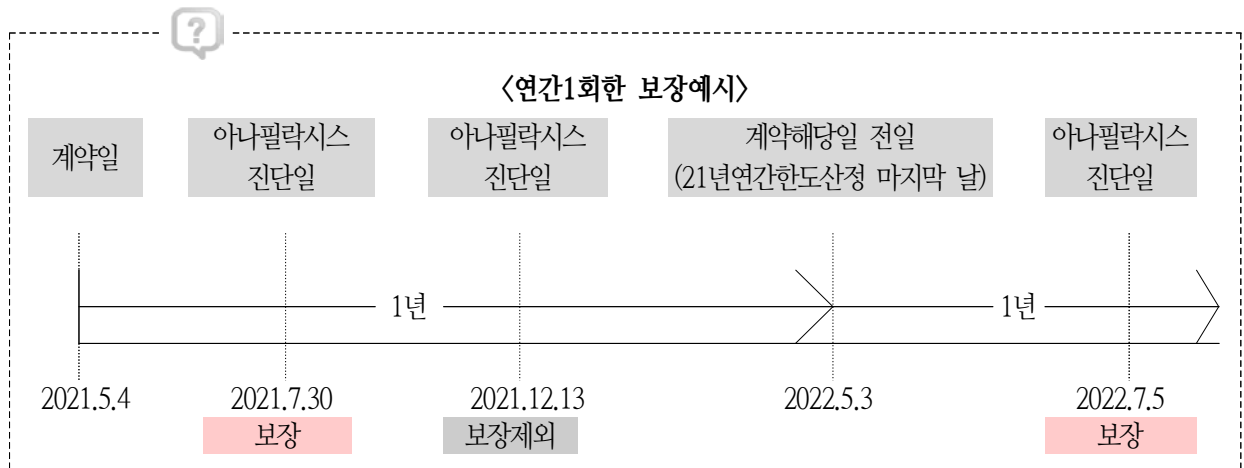 ?
〈연간1회한 보장예시〉
계약일
아나필락시스
진단일
아나필락시스
진단일
계약해당일 전일
(21년연간한도산정 마지막 날)
아나필락시스
진단일
1년
1년
2021.5.4
2021.7.30
2021.12.13
2022.5.3
2022.7.5
보장
보장제외
보장